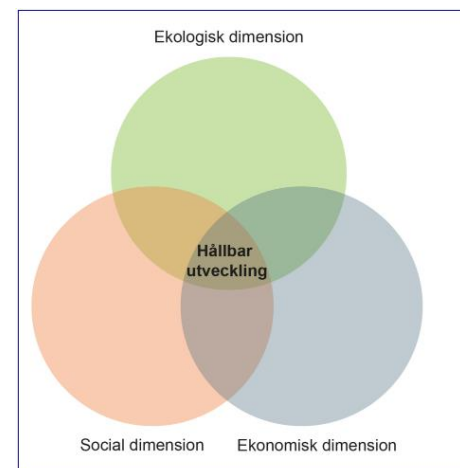 Ekologisk dimension
Hållbar
utveckling
Social dimension
Ekonomisk dimension